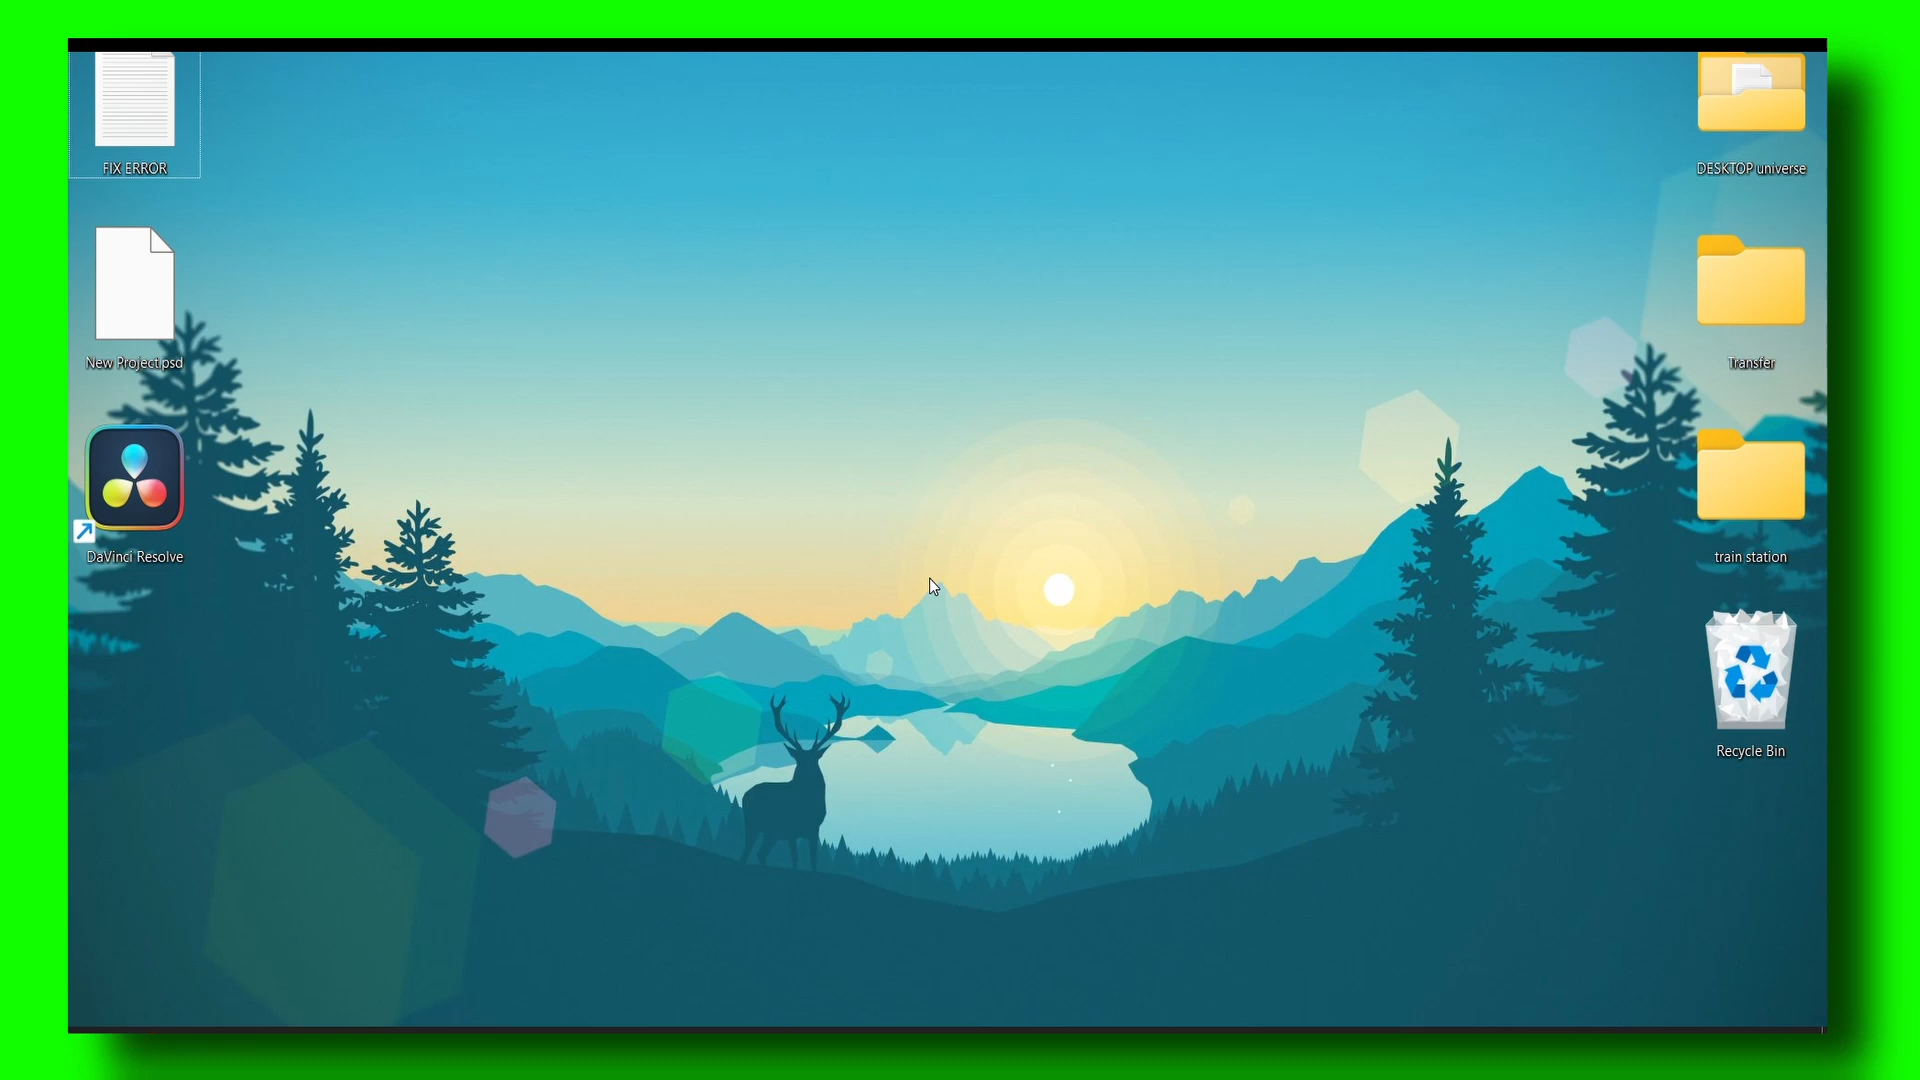 FIX ERROR
New Project.psd
DaVinci Resolve
DESKTOP universe
Transfer
train station
Recycle Bin